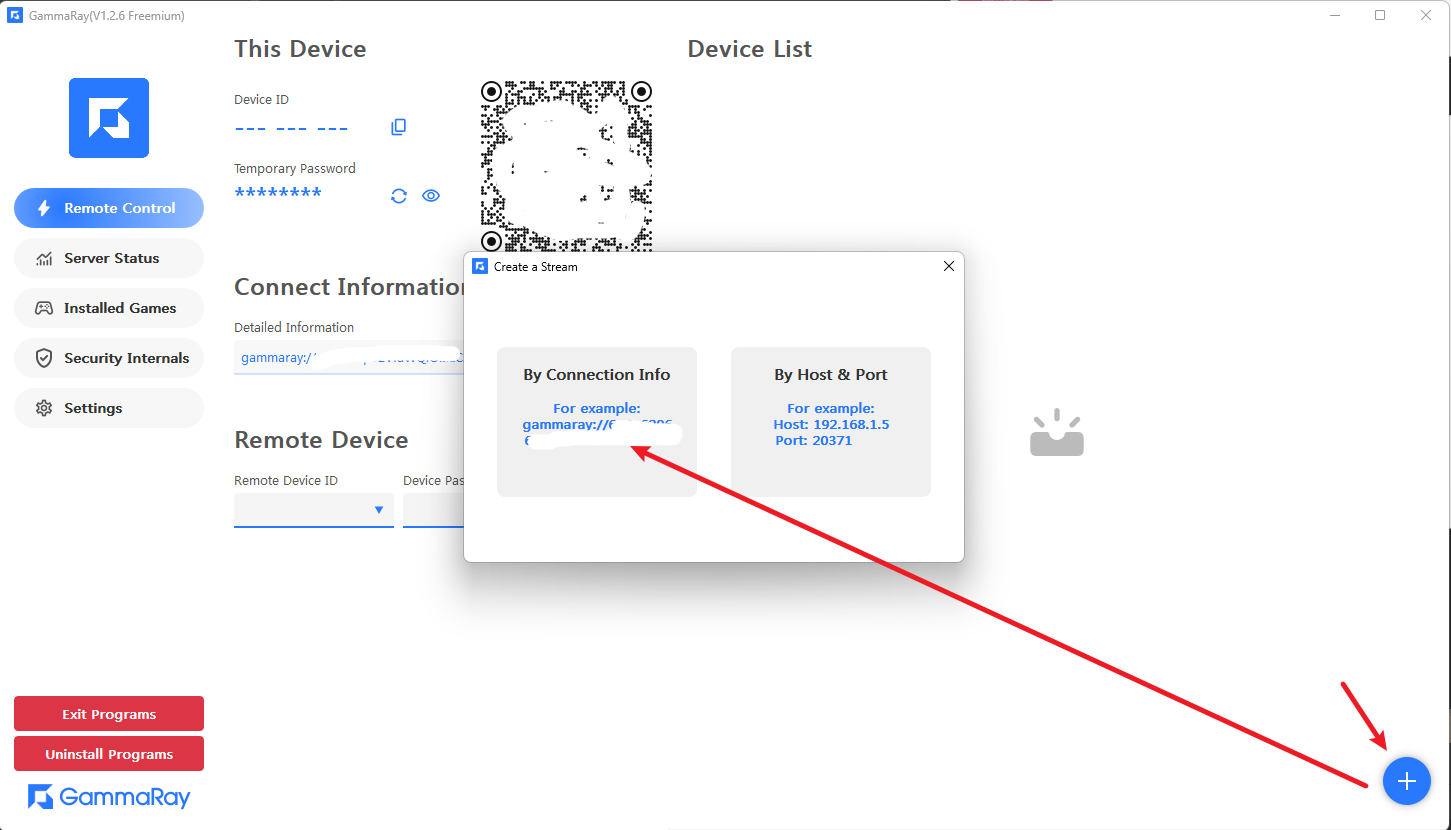 GammaRay(V1.2.6 Freemium)
Remote Control
Server Status
Installed Games
Security Internals
Settings
Exit Programs
Uninstall Programs
GammaRay
This Device
Device ID
--- --- ---
Temporary Password
********
Connect Information
Detailed Information
gammaray:/
Remote Device
Remote Device ID
Device Pas
Device List
Create a Stream
By Connection Info
For example:
gammaray://6
6
By Host & Port
For example:
Host: 192.168.1.5
Port: 20371